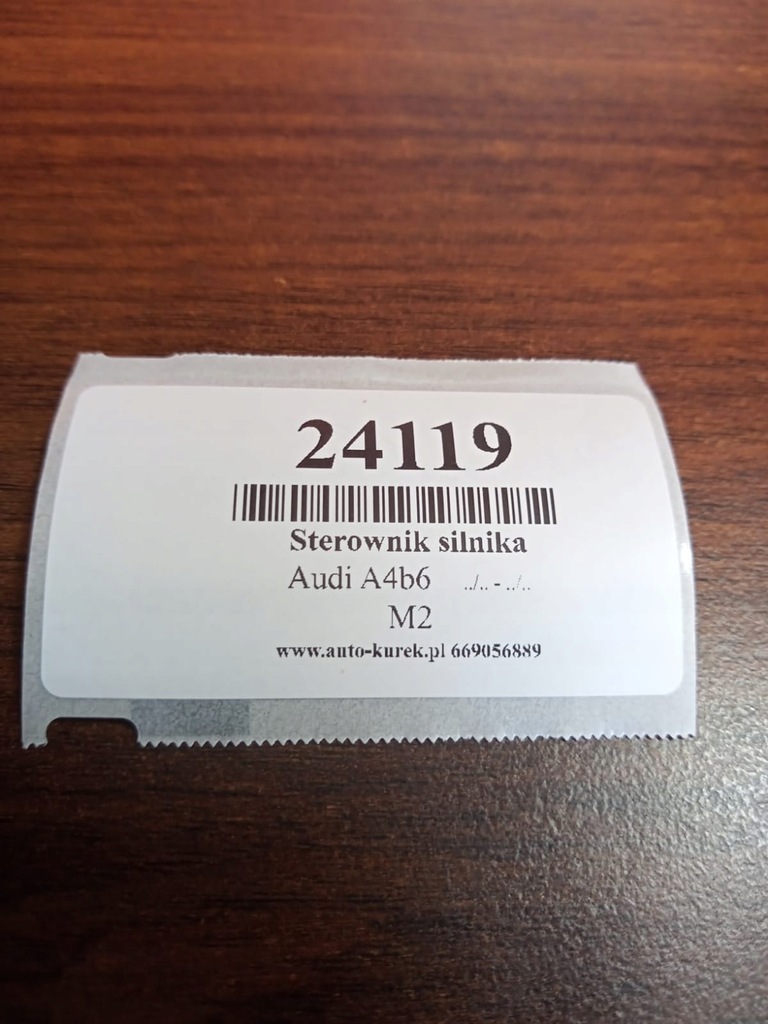 24119
Sterownik silnika
Audi A4b6 ../.. - ../..
M2
www.auto-kurek.pl 669056889